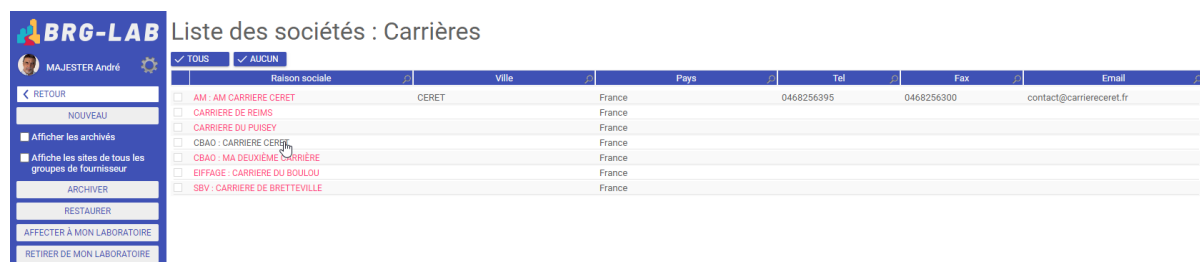 BRG-LAB
MAJESTER André
RETOUR
NOUVEAU
Afficher les archivés
Affiche les sites de tous les
groupes de fournisseur
ARCHIVER
RESTAURER
AFFECTER À MON LABORATOIRE
RETIRER DE MON LABORATOIRE
Liste des sociétés : Carrières
TOUS AUCUN
Raison sociale Ville Pays Tel Fax Email
AM : AM CARRIERE CERET CERET France 0468256395 0468256300 contact@carriereceret.fr
CARRIERE DE REIMS France
CARRIERE DU PUISEY France
CBAO : CARRIERE CERET France
CBAO : MA DEUXIÈME CARRIÈRE France
EIFFAGE : CARRIERE DU BOULOU France
SBV : CARRIERE DE BRETTEVILLE France